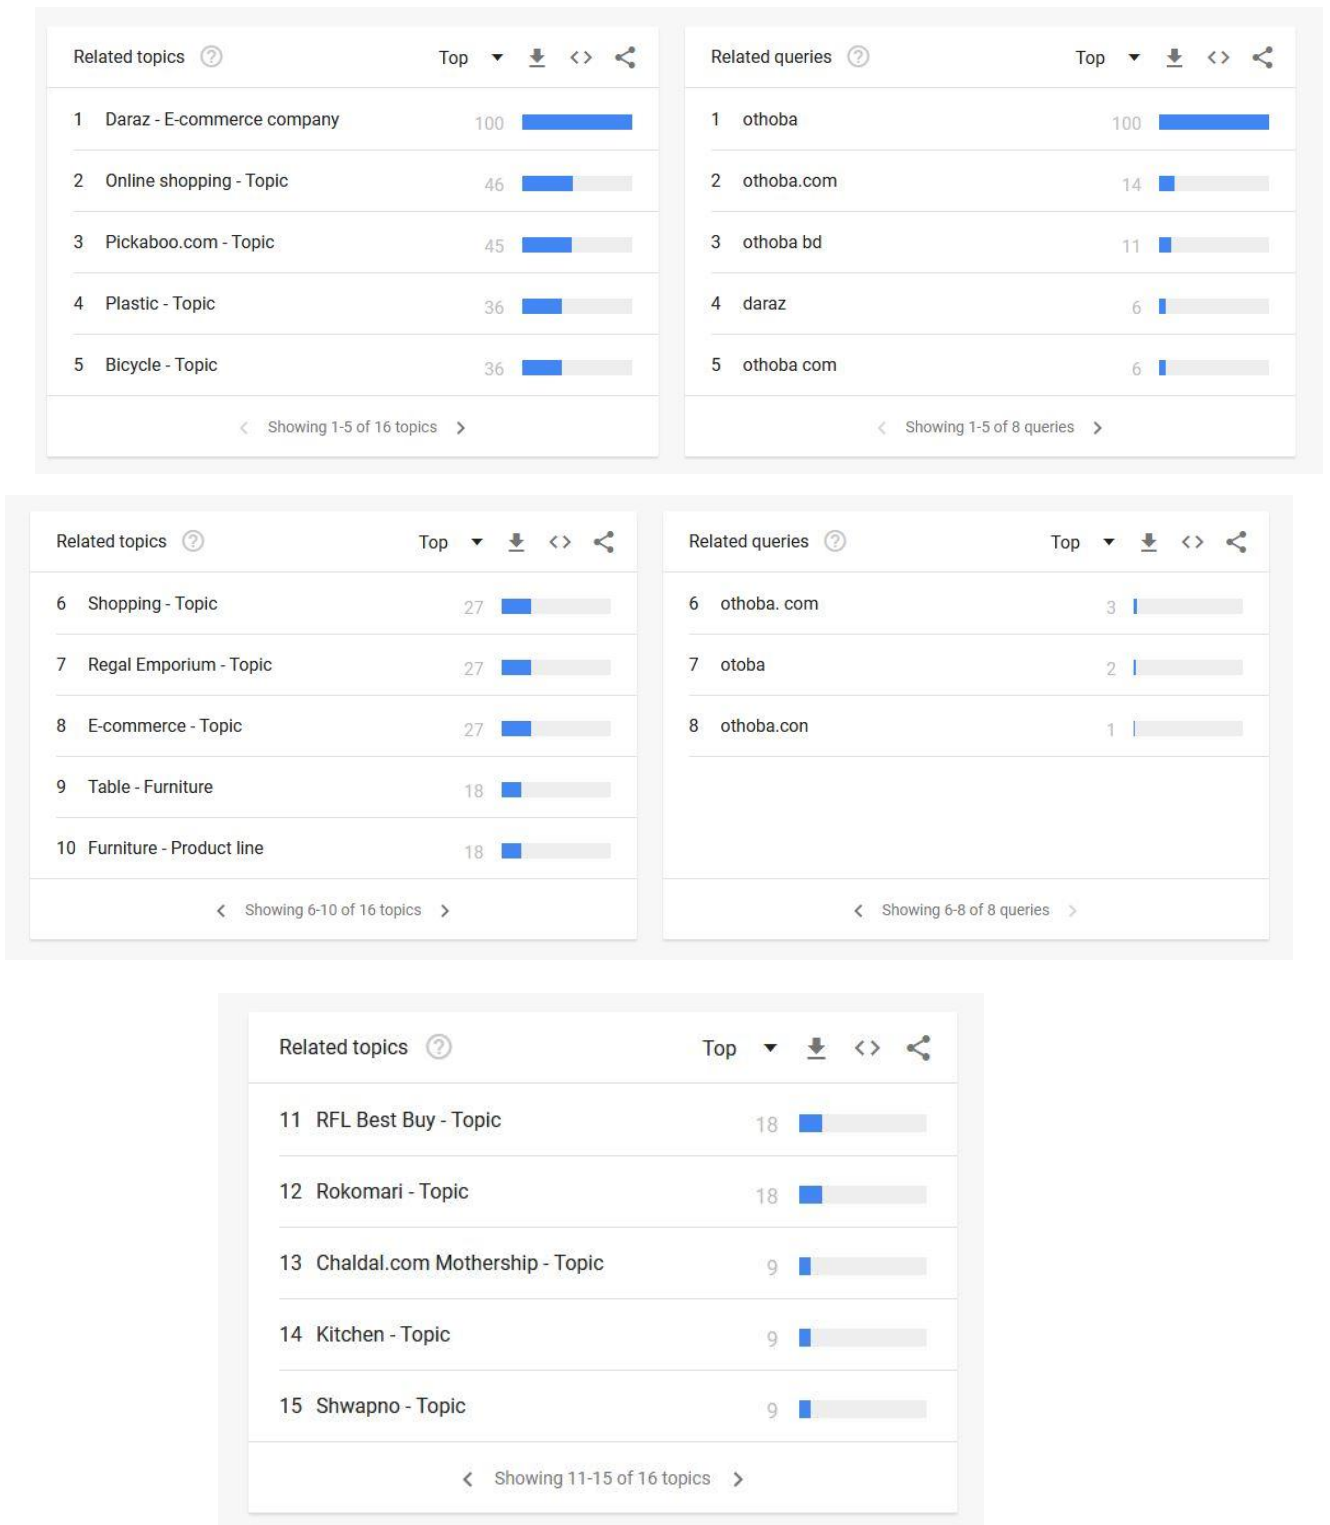 Related topics Top
1 Daraz - E-commerce company 100
2 Online shopping - Topic 46
3 Pickaboo.com - Topic 45
4 Plastic - Topic 36
5 Bicycle - Topic 36
Showing 1-5 of 16 topics
Related queries Top
1 othoba 100
2 othoba.com 14
3 othoba bd 11
4 daraz 6
5 othoba com 6
Showing 1-5 of 8 queries
Related topics Top
6 Shopping - Topic 27
7 Regal Emporium - Topic 27
8 E-commerce - Topic 27
9 Table - Furniture 18
10 Furniture - Product line 18
Showing 6-10 of 16 topics
Related queries Top
6 othoba. com 3
7 otoba 2
8 othoba.con 1
Showing 6-8 of 8 queries
Related topics Top
11 RFL Best Buy - Topic 18
12 Rokomari - Topic 18
13 Chaldal.com Mothership - Topic 9
14 Kitchen - Topic 9
15 Shwapno - Topic 9
Showing 11-15 of 16 topics